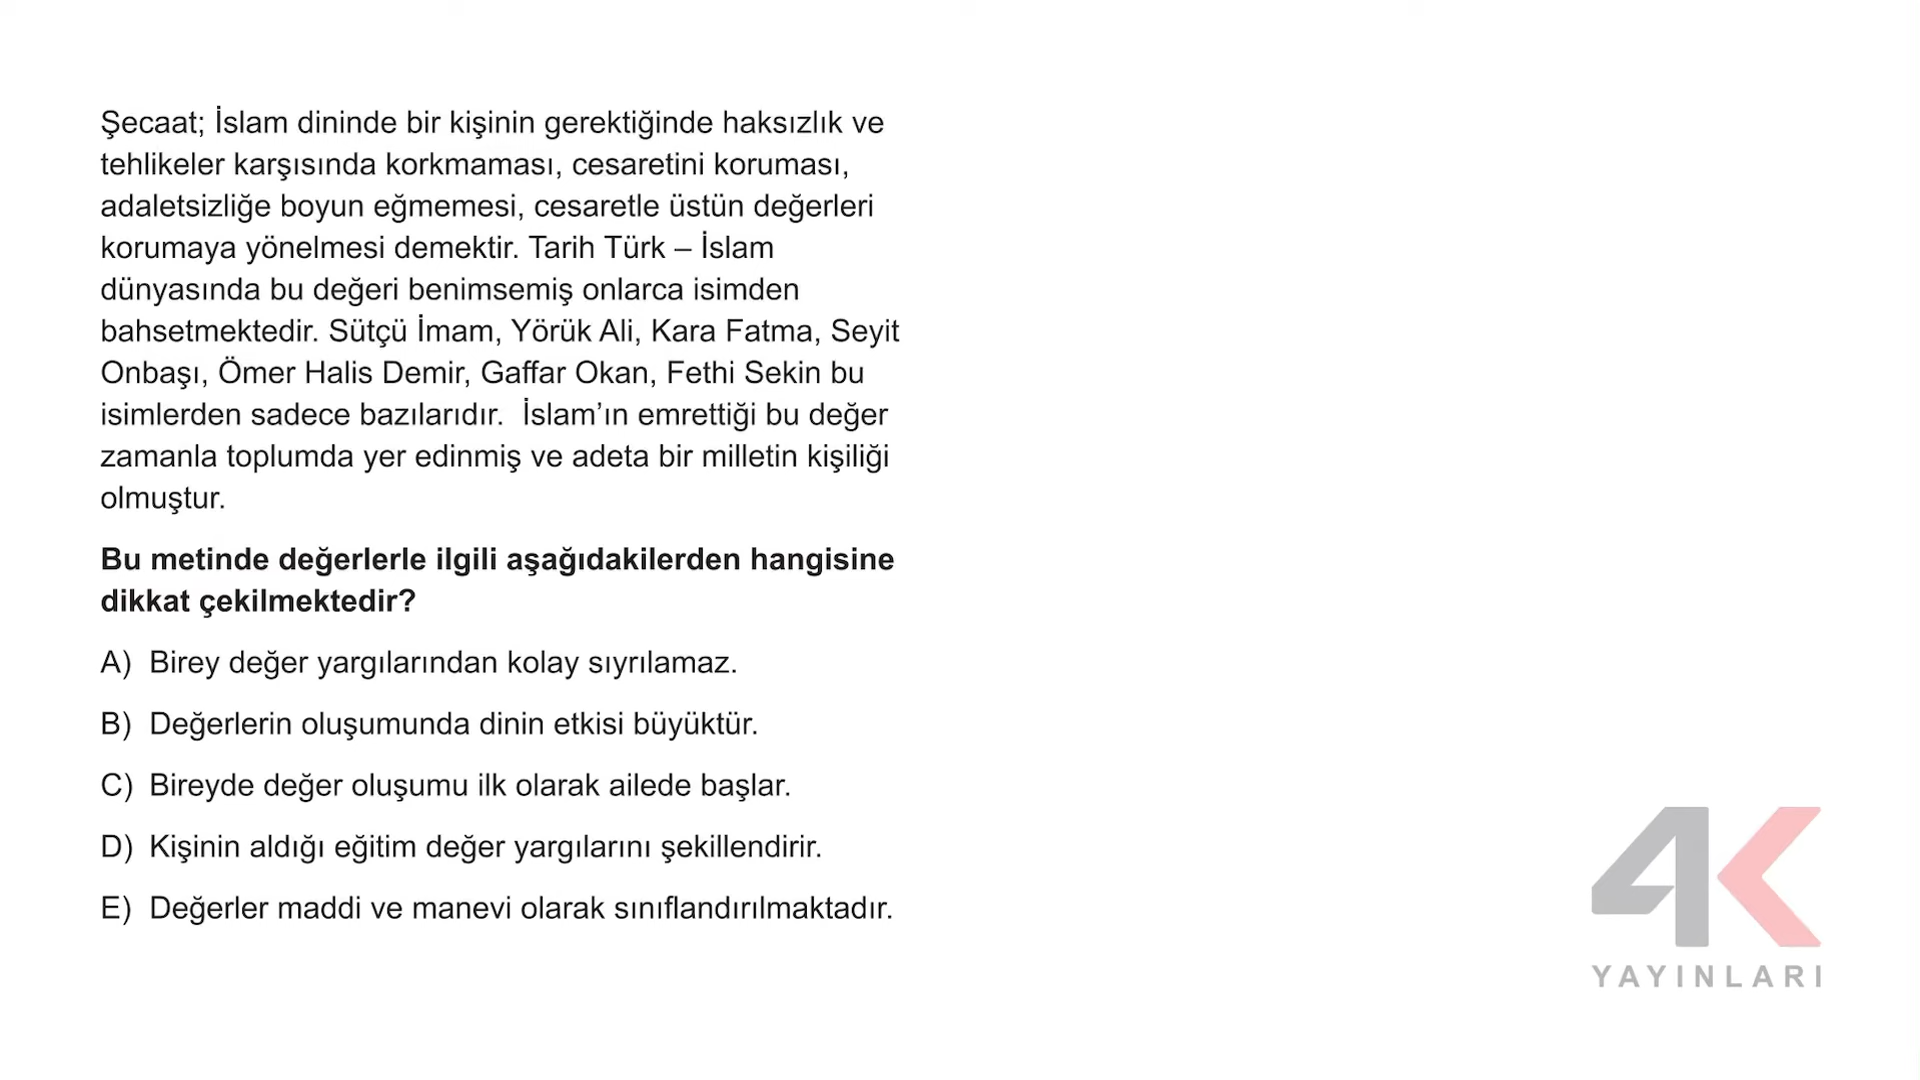 Şecaat; İslam dininde bir kişinin gerektiğinde haksızlık ve
tehlikeler karşısında korkmaması, cesaretini koruması,
adaletsizliğe boyun eğmemesi, cesaretle üstün değerleri
korumaya yönelmesi demektir. Tarih Türk – İslam
dünyasında bu değeri benimsemiş onlarca isimden
bahsetmektedir. Sütçü İmam, Yörük Ali, Kara Fatma, Seyit
Onbaşı, Ömer Halis Demir, Gaffar Okan, Fethi Sekin bu
isimlerden sadece bazılarıdır. İslam’ın emrettiği bu değer
zamanla toplumda yer edinmiş ve adeta bir milletin kişiliği
olmuştur.
Bu metinde değerlerle ilgili aşağıdakilerden hangisine
dikkat çekilmektedir?
A) Birey değer yargılarından kolay sıyrılamaz.
B) Değerlerin oluşumunda dinin etkisi büyüktür.
C) Bireyde değer oluşumu ilk olarak ailede başlar.
D) Kişinin aldığı eğitim değer yargılarını şekillendirir.
E) Değerler maddi ve manevi olarak sınıflandırılmaktadır.
4K
YAYINLARI